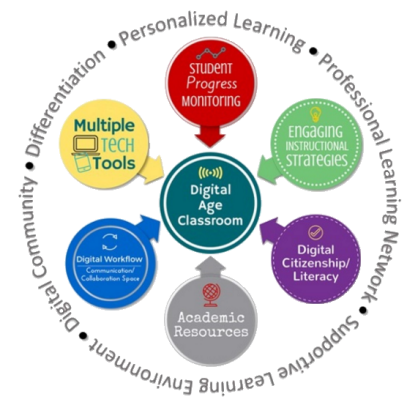 Differentiation • Personalized Learning • Professional Learning Network • Supportive Learning Environment • Digital Community •
STUDENT
Progress
MONITORING
ENGAGING
INSTRUCTIONAL
STRATEGIES
Digital
Citizenship/
Literacy
Academic
Resources
Digital Workflow
Communication/
Collaboration Space
Multiple
TECH
Tools
Digital
Age
Classroom